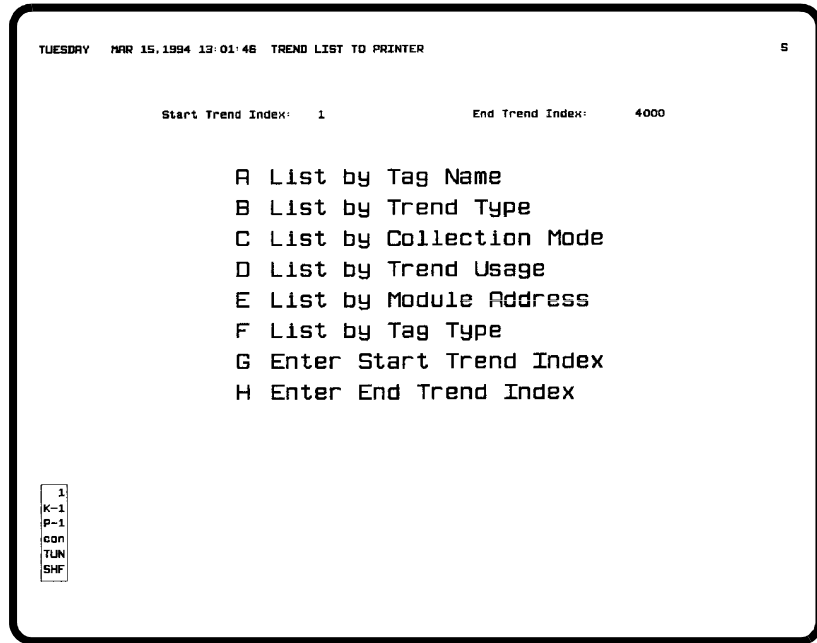 TUESDAY MAR 15,1994 13:01:46 TREND LIST TO PRINTER S
Start Trend Index: 1 End Trend Index: 4000
A List by Tag Name
B List by Trend Type
C List by Collection Mode
D List by Trend Usage
E List by Module Address
F List by Tag Type
G Enter Start Trend Index
H Enter End Trend Index
1
K-1
P-1
con
TUN
SHF